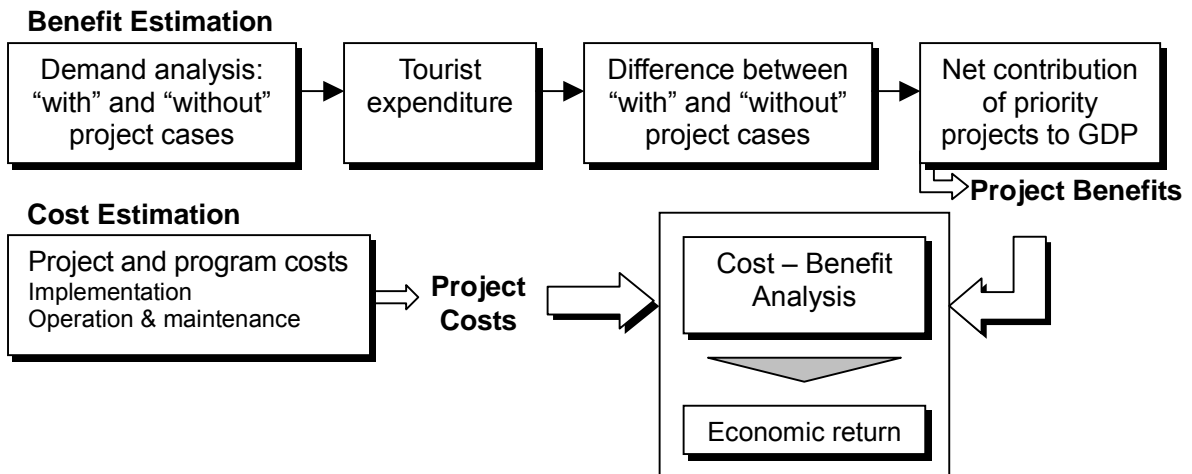 Benefit Estimation
Demand analysis:
“with” and “without”
project cases
Tourist
expenditure
Difference between
“with” and “without”
project cases
Net contribution
of priority
projects to GDP
Project Benefits
Cost Estimation
Project and program costs
Implementation
Operation & maintenance
Project
Costs
Cost – Benefit
Analysis
Economic return